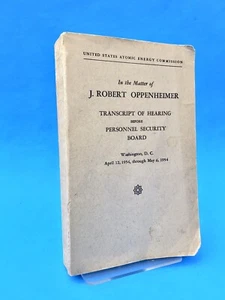 UNITED STATES ATOMIC ENERGY COMMISSION
In the Matter of
J. ROBERT OPPENHEIMER
TRANSCRIPT OF HEARING
BEFORE
PERSONNEL SECURITY
BOARD
Washington, D. C.
April 12, 1954, through May 6, 1954